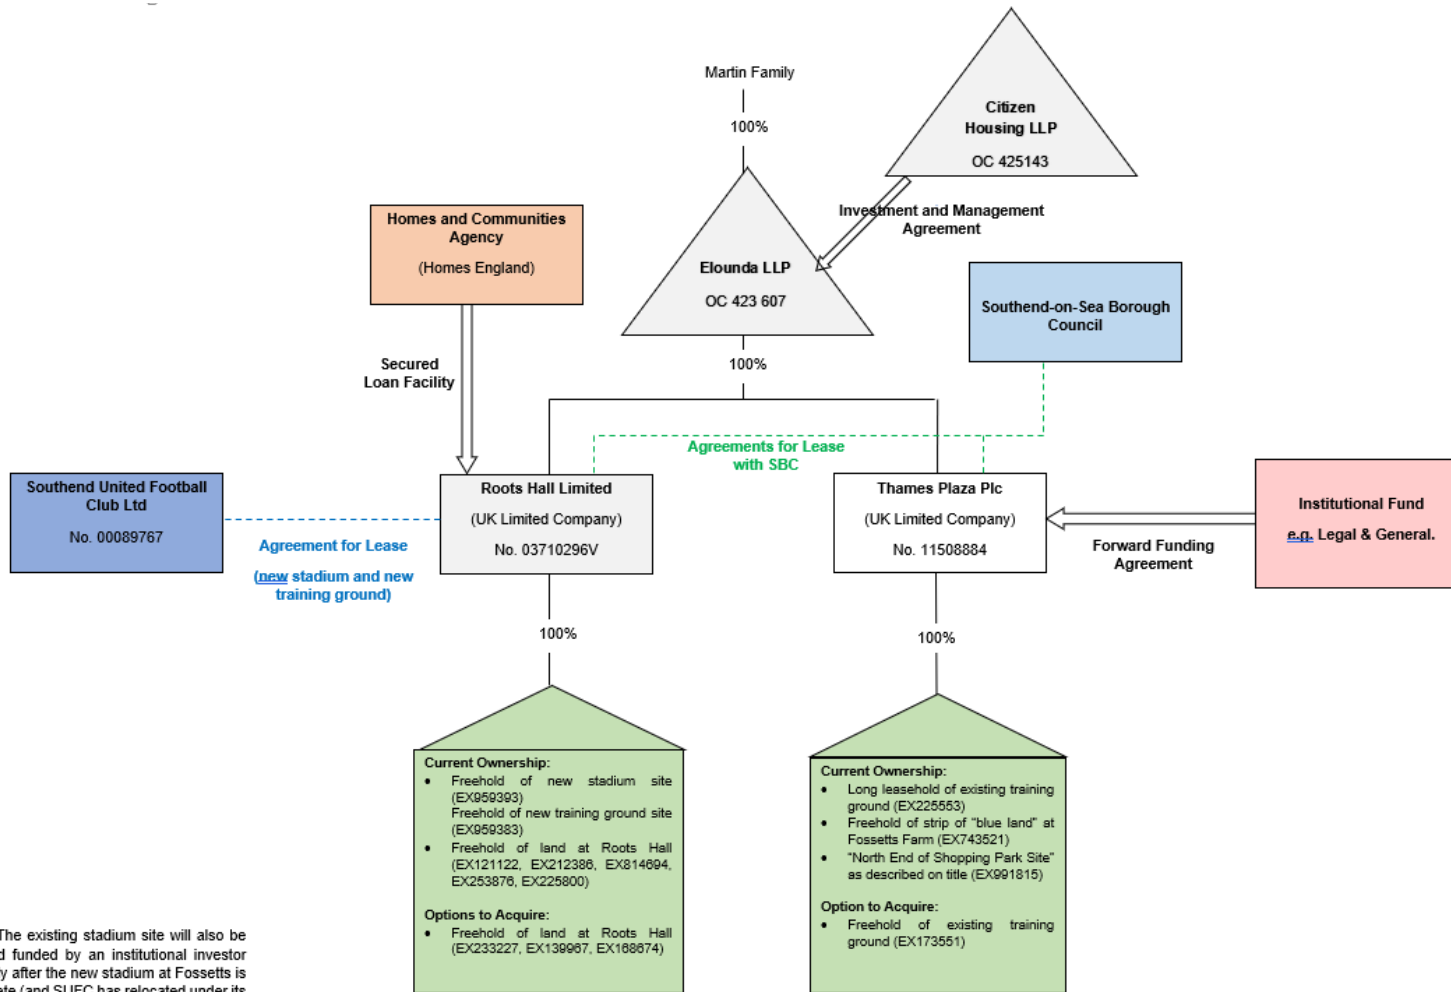 Martin Family
100%
Citizen
Housing LLP
OC 425143
Investment and Management
Agreement
Homes and Communities
Agency
(Homes England)
Elounda LLP
OC 423 607
Southend-on-Sea Borough
Council
100%
Secured
Loan Facility
Agreements for Lease
with SBC
Southend United Football
Club Ltd
No. 00089767
Agreement for Lease
(new stadium and new
training ground)
Roots Hall Limited
(UK Limited Company)
No. 03710296V
Thames Plaza Plc
(UK Limited Company)
No. 11508884
Forward Funding
Agreement
Institutional Fund
e.g. Legal & General.
100%
100%
Current Ownership:
• Freehold of new stadium site
(EX959393)
Freehold of new training ground site
(EX959383)
• Freehold of land at Roots Hall
(EX121122, EX212386, EX814694,
EX253876, EX225800)
Options to Acquire:
• Freehold of land at Roots Hall
(EX233227, EX139967, EX168674)
Current Ownership:
• Long leasehold of existing training
ground (EX225553)
• Freehold of strip of "blue land" at
Fossetts Farm (EX743521)
• "North End of Shopping Park Site"
as described on title (EX991815)
Option to Acquire:
• Freehold of existing training
ground (EX173551)
The existing stadium site will also be
funded by an institutional investor
after the new stadium at Fossetts is
(and SUFC has relocated under its